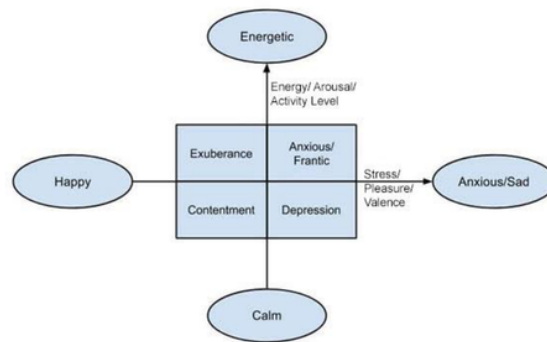 Energetic
Energy/ Arousal/
Activity Level
Exuberance
Anxious/
Frantic
Happy
Stress/
Pleasure/
Valence
Anxious/Sad
Contentment
Depression
Calm